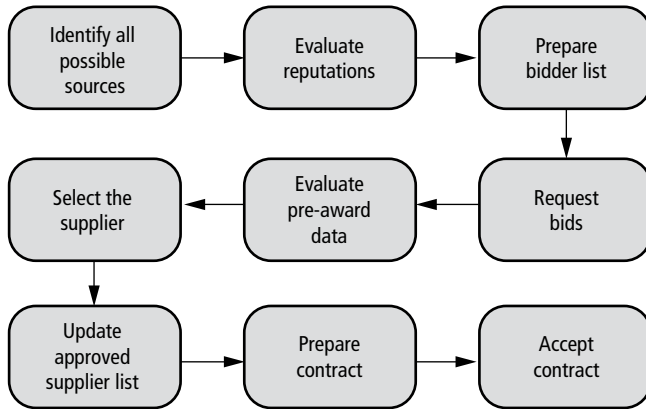 Identify all
possible
sources
Evaluate
reputations
Prepare
bidder list
Request
bids
Evaluate
pre-award
data
Select the
supplier
Update
approved
supplier list
Prepare
contract
Accept
contract